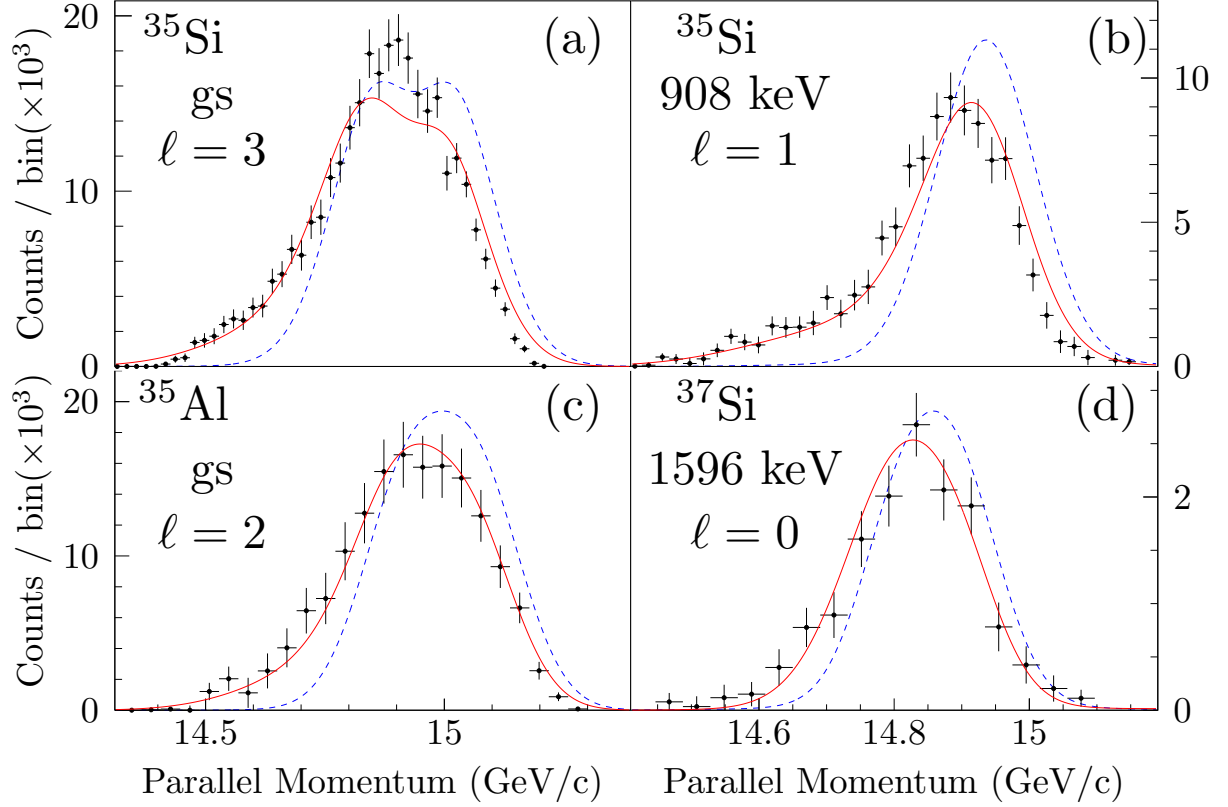 Counts / bin(×10³)
20
10
0
³⁵Si
gs
ℓ = 3
(a)
³⁵Si
908 keV
ℓ = 1
(b)
10
5
0
Counts / bin(×10³)
20
10
0
³⁵Al
gs
ℓ = 2
(c)
³⁷Si
1596 keV
ℓ = 0
(d)
2
0
14.5
15
14.6
14.8
15
Parallel Momentum (GeV/c)
Parallel Momentum (GeV/c)